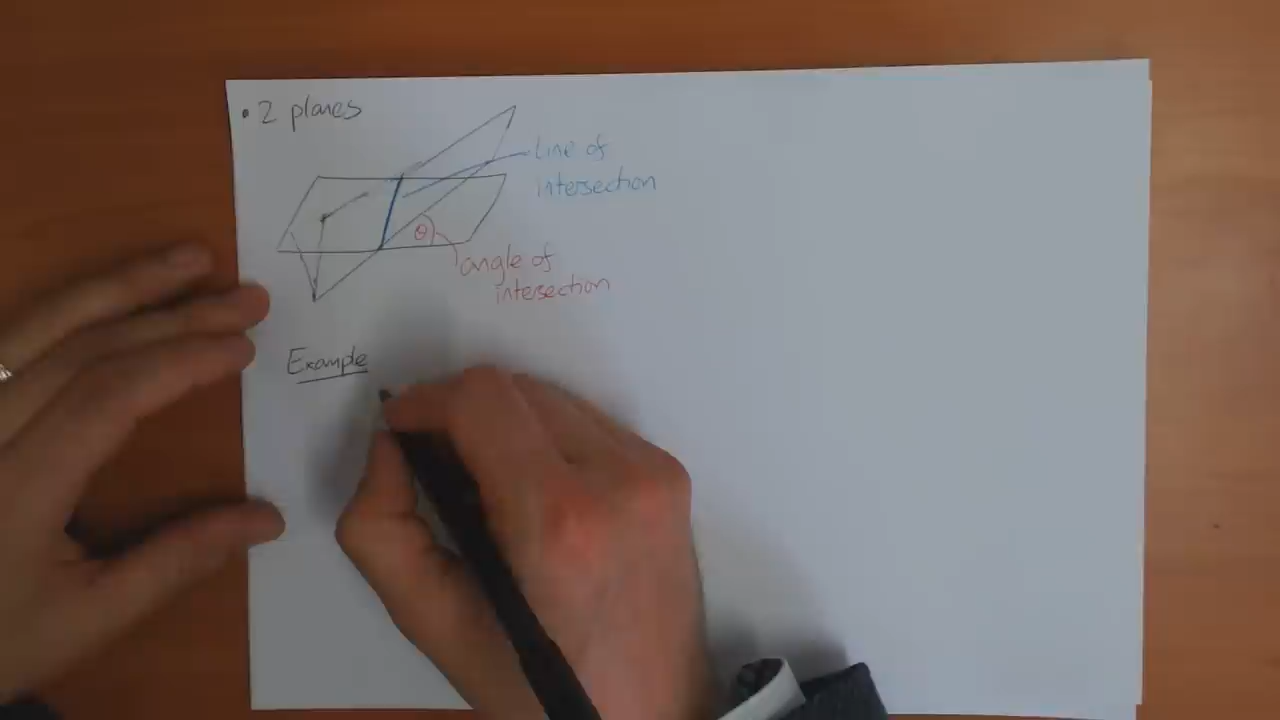 • 2 planes
Line of
intersection
θ
angle of
intersection
Example